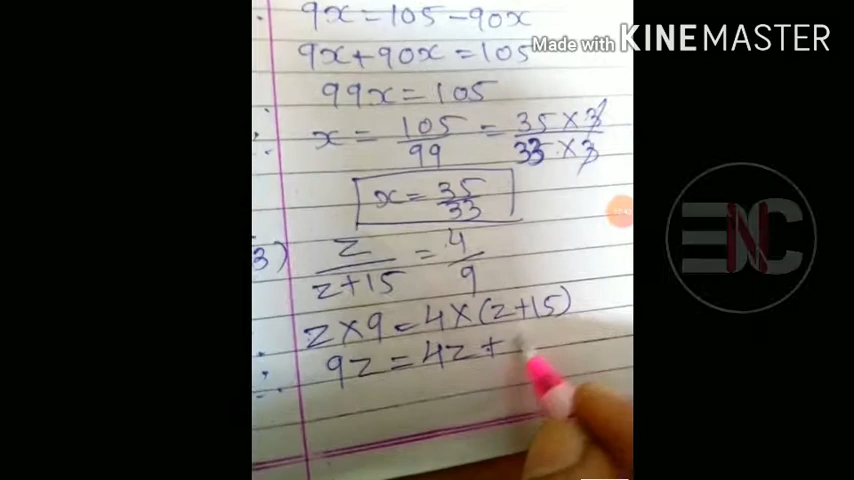 9x=105-90x
9x+90x=105
Made with KINEMASTER
99x=105
∴ x= 105/99 = 35×3/33×3
x=35/33
3) z/z+15 = 4/9
z×9=4×(z+15)
∴ 9z=4z+
ENC